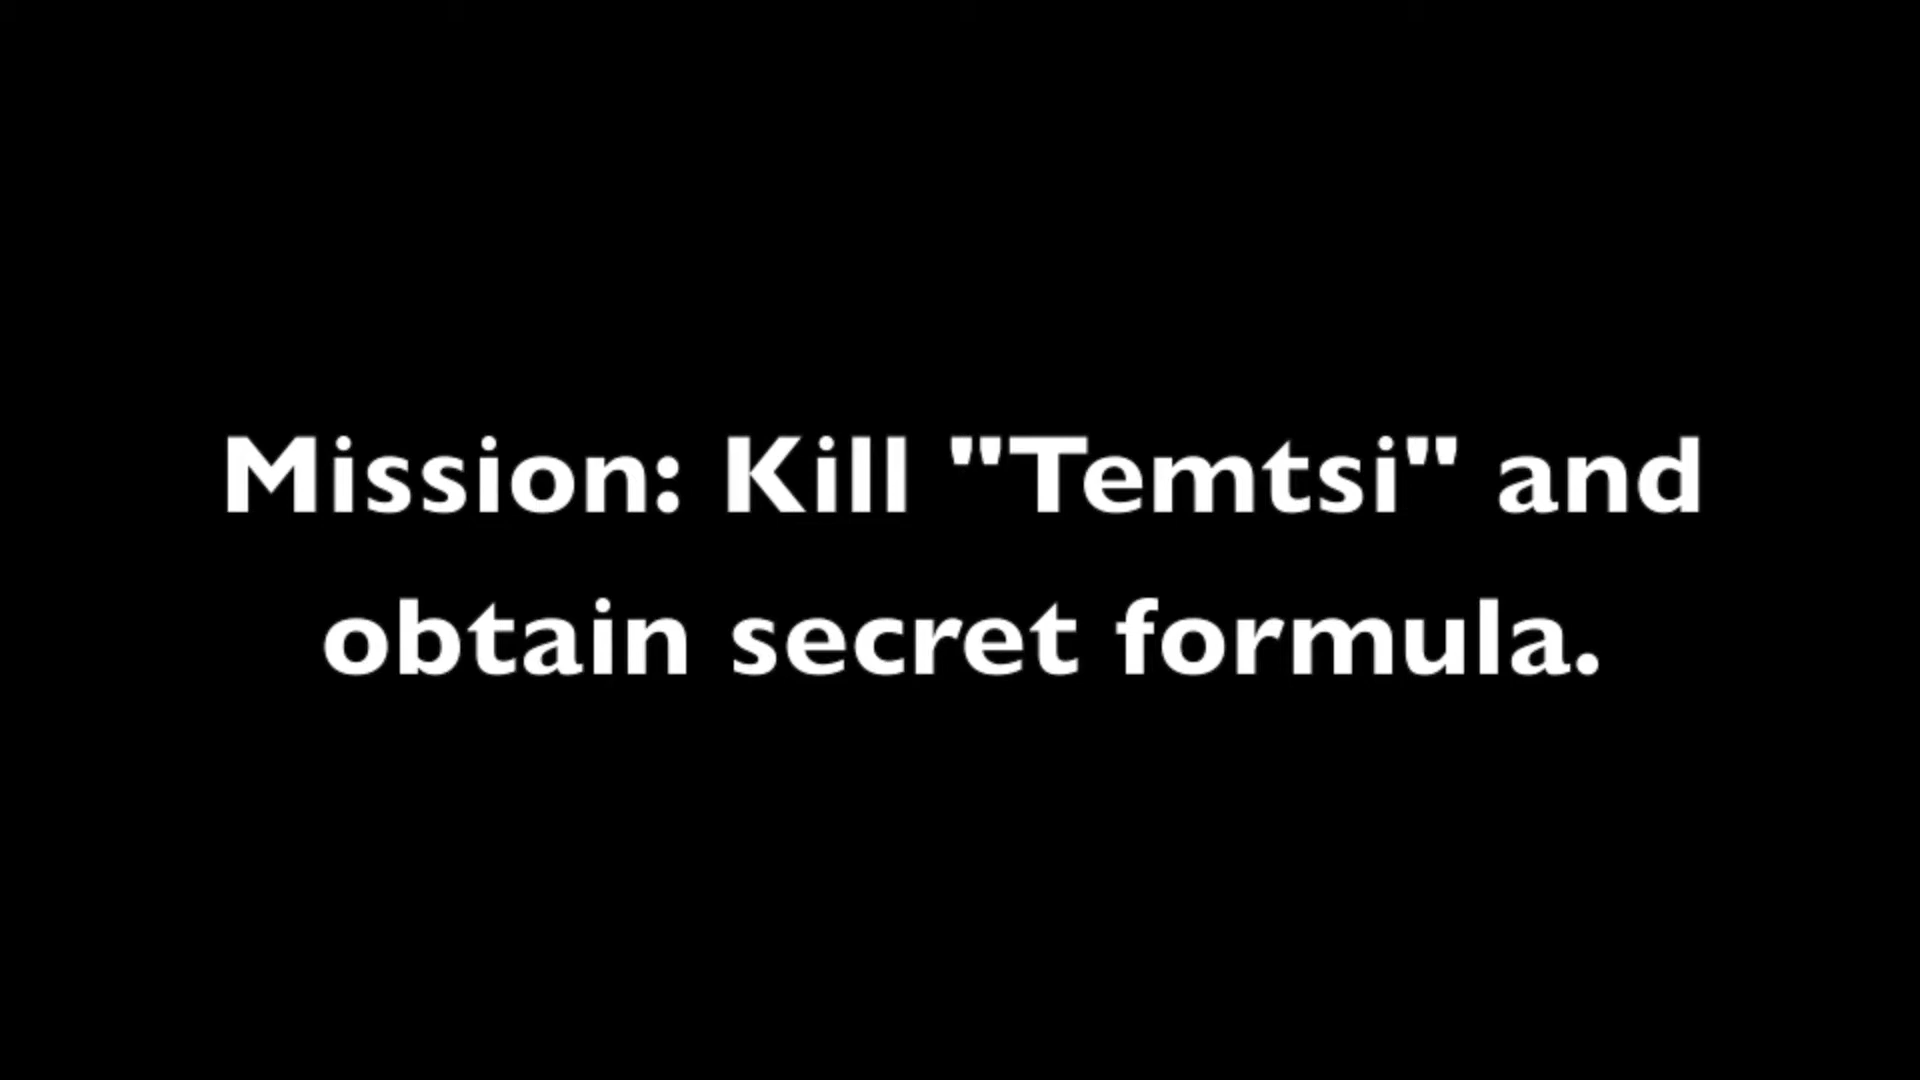 Mission: Kill "Temtsi" and
obtain secret formula.